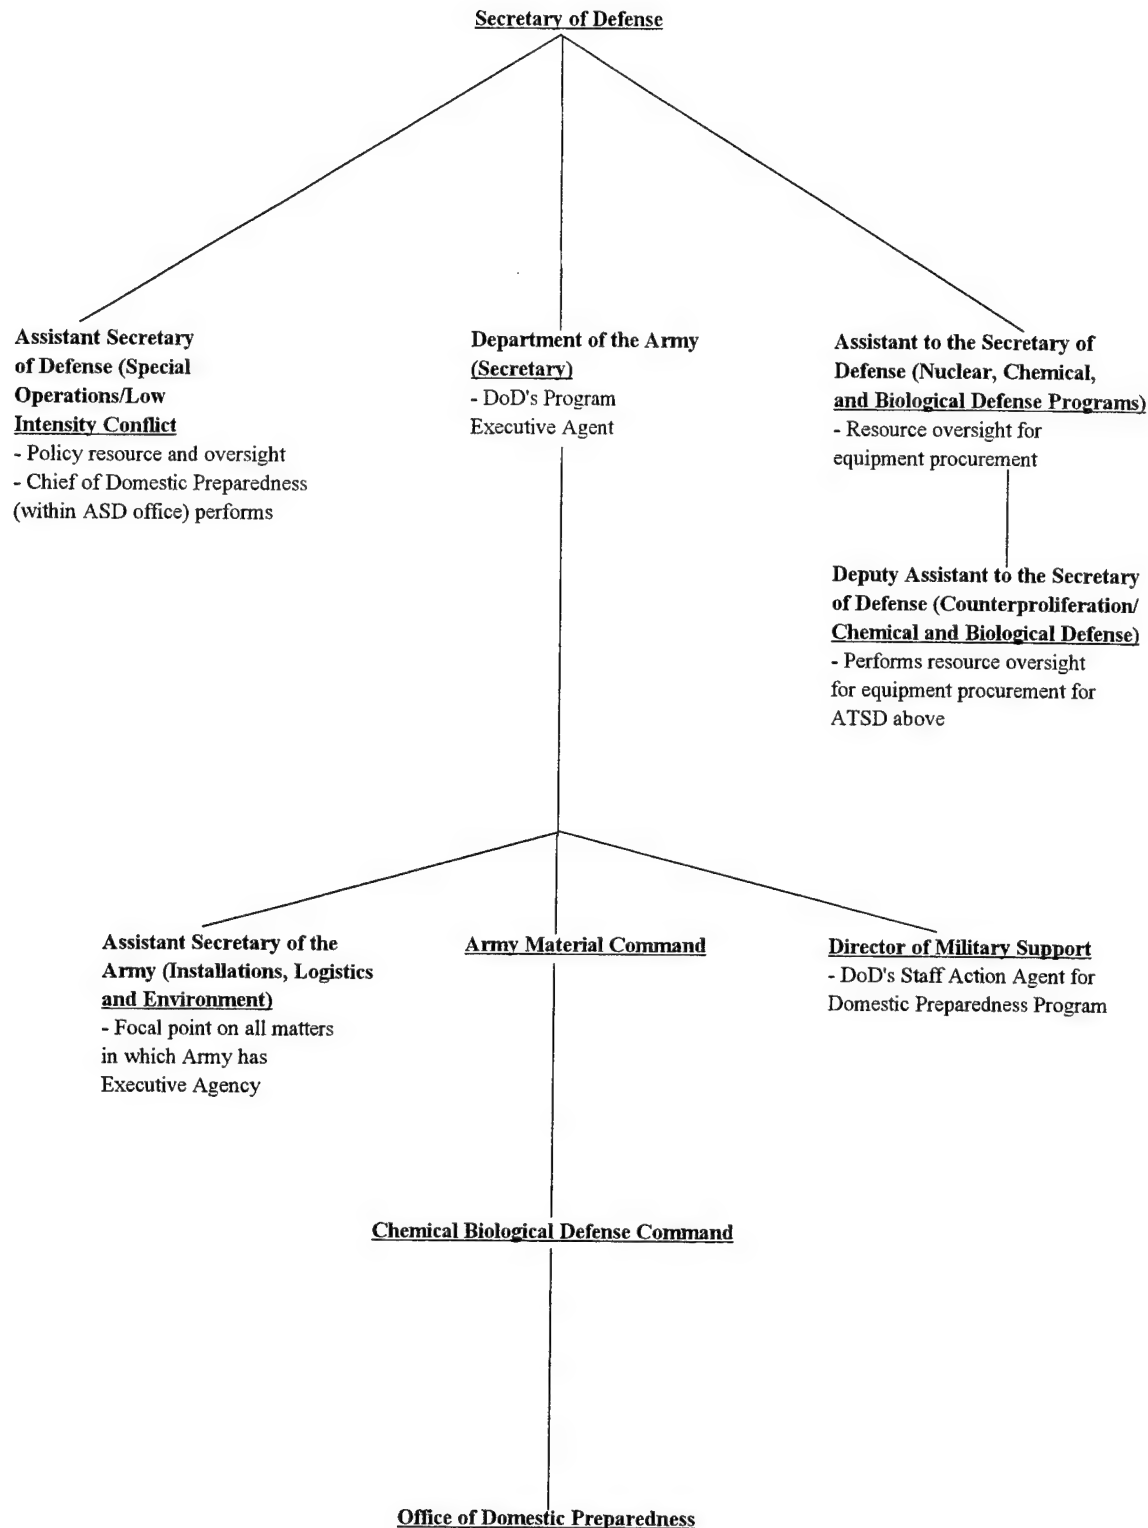 Secretary of Defense
Assistant Secretary
of Defense (Special
Operations/Low
Intensity Conflict
- Policy resource and oversight
- Chief of Domestic Preparedness
(within ASD office) performs
Department of the Army
(Secretary)
- DoD's Program
Executive Agent
Assistant to the Secretary of
Defense (Nuclear, Chemical,
and Biological Defense Programs)
- Resource oversight for
equipment procurement
Deputy Assistant to the Secretary
of Defense (Counterproliferation/
Chemical and Biological Defense)
- Performs resource oversight
for equipment procurement for
ATSD above
Assistant Secretary of the
Army (Installations, Logistics
and Environment)
- Focal point on all matters
in which Army has
Executive Agency
Army Material Command
Director of Military Support
- DoD's Staff Action Agent for
Domestic Preparedness Program
Chemical Biological Defense Command
Office of Domestic Preparedness